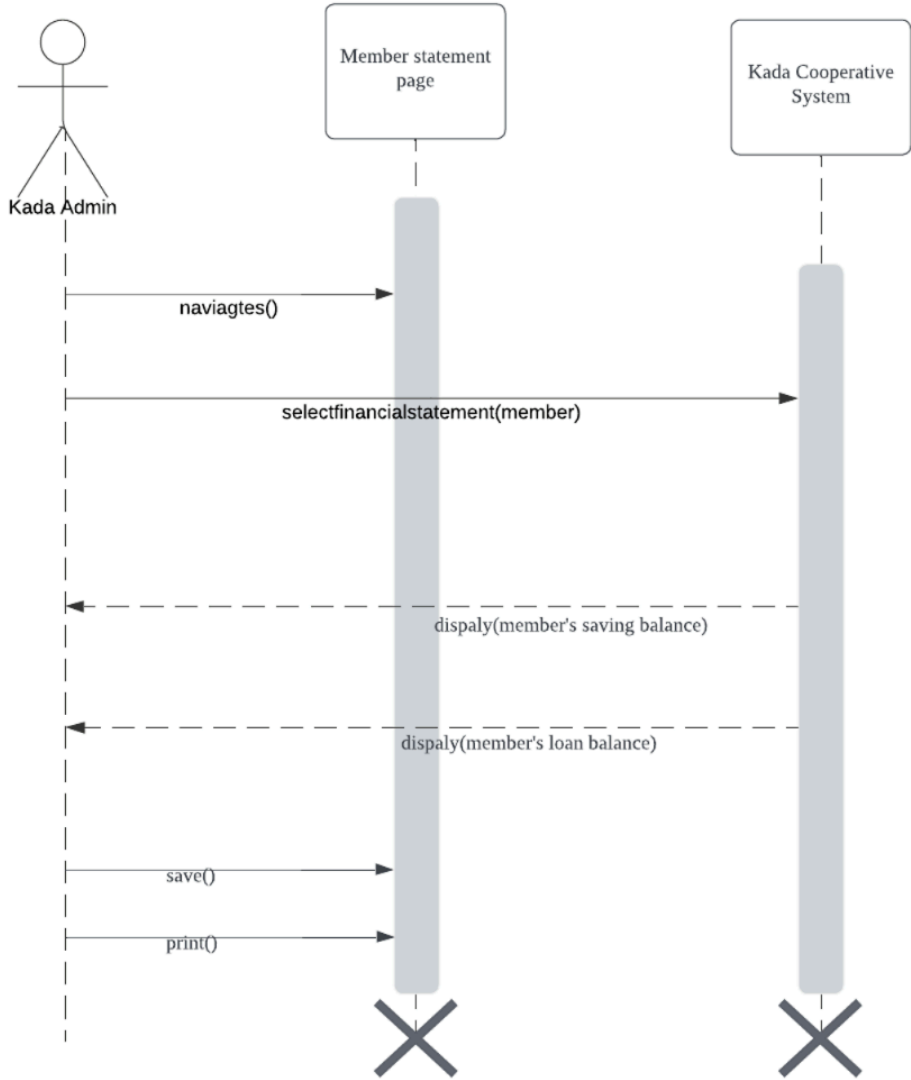 Member statement
page
Kada Cooperative
System
Kada Admin
naviagtes()
selectfinancialstatement(member)
dispaly(member's saving balance)
dispaly(member's loan balance)
save()
print()